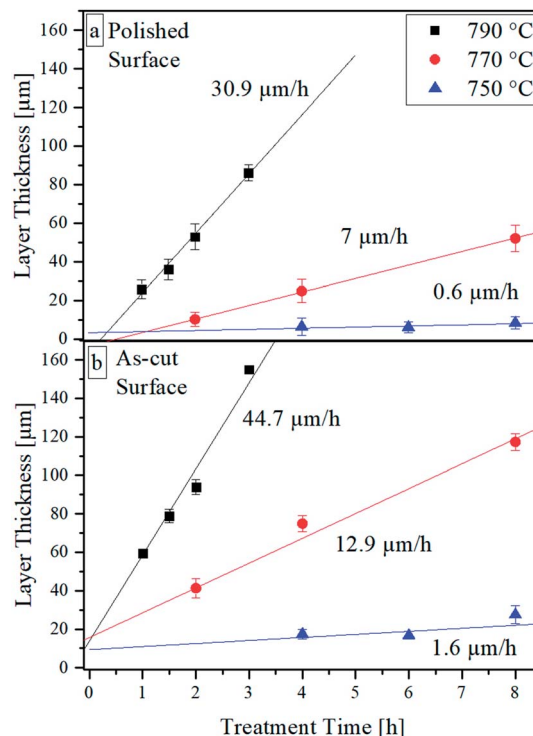 160
a Polished
Surface
790 °C
770 °C
750 °C
140
120
100
80
60
40
20
0
Layer Thickness [µm]
30.9 µm/h
7 µm/h
0.6 µm/h
b As-cut
Surface
160
140
120
100
80
60
40
20
0
Layer Thickness [µm]
44.7 µm/h
12.9 µm/h
1.6 µm/h
0 1 2 3 4 5 6 7 8
Treatment Time [h]